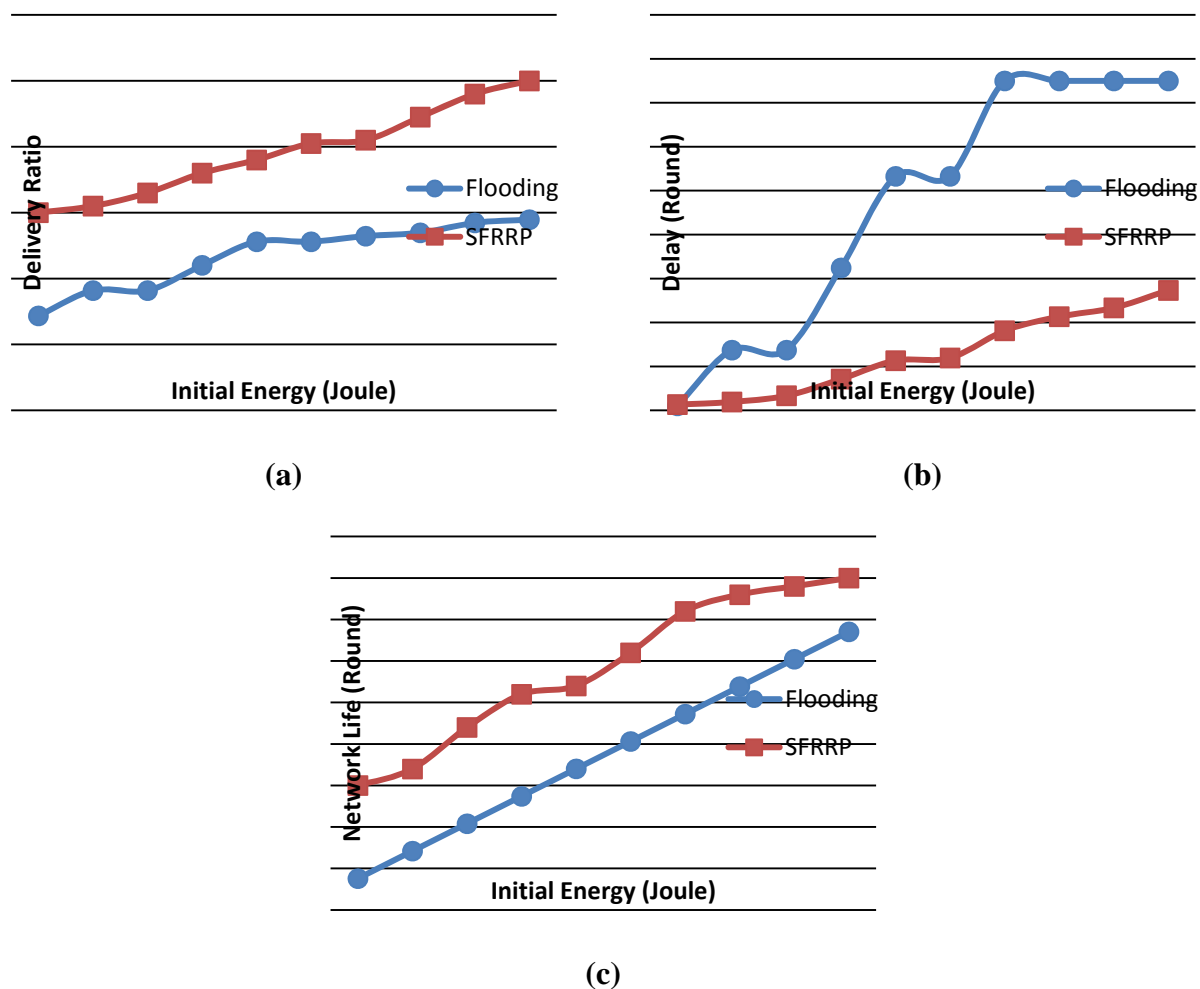 Delivery Ratio
Flooding
SFRRP
Initial Energy (Joule)
(a)
Delay (Round)
Flooding
SFRRP
Initial Energy (Joule)
(b)
Network Life (Round)
Flooding
SFRRP
Initial Energy (Joule)
(c)